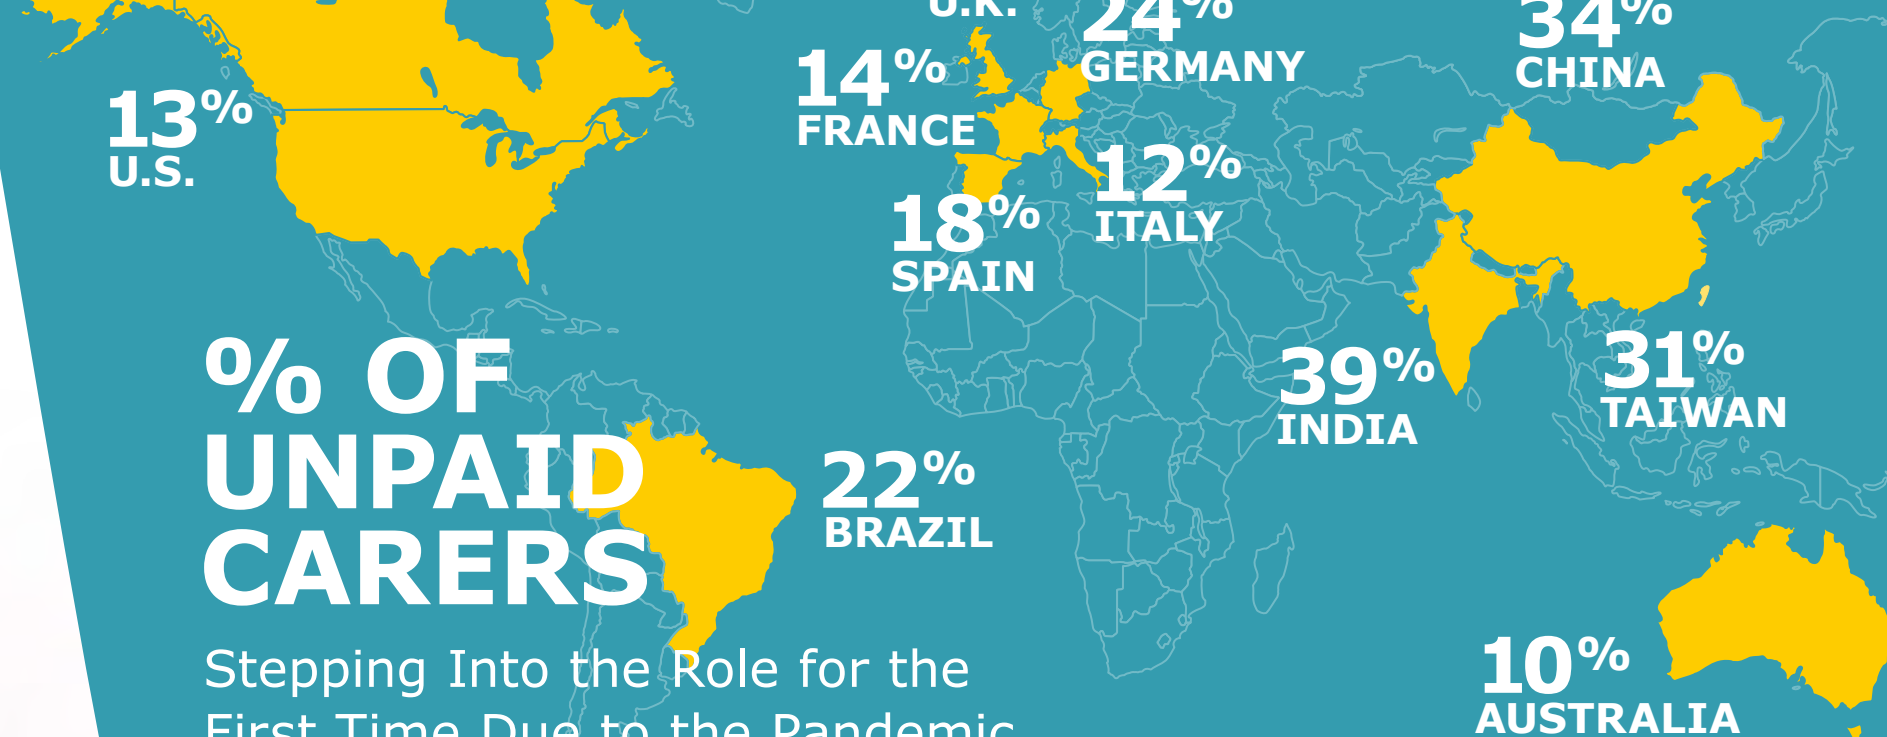 U.K.
24%
GERMANY
34%
CHINA
14%
FRANCE
13%
U.S.
12%
ITALY
18%
SPAIN
39%
INDIA
31%
TAIWAN
% OF
UNPAID
CARERS
22%
BRAZIL
Stepping Into the Role for the
First Time Due to the Pandemic
10%
AUSTRALIA